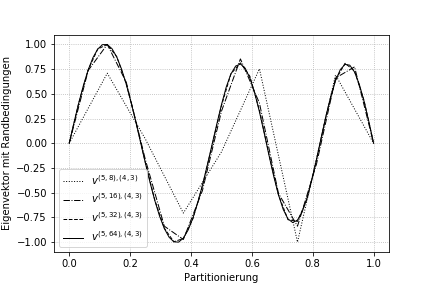 1.00
0.75
0.50
0.25
0.00
−0.25
−0.50
−0.75
−1.00
Eigenvektor mit Randbedingungen
v^(5,8),(4,3)
v^(5,16),(4,3)
v^(5,32),(4,3)
v^(5,64),(4,3)
0.0 0.2 0.4 0.6 0.8 1.0
Partitionierung